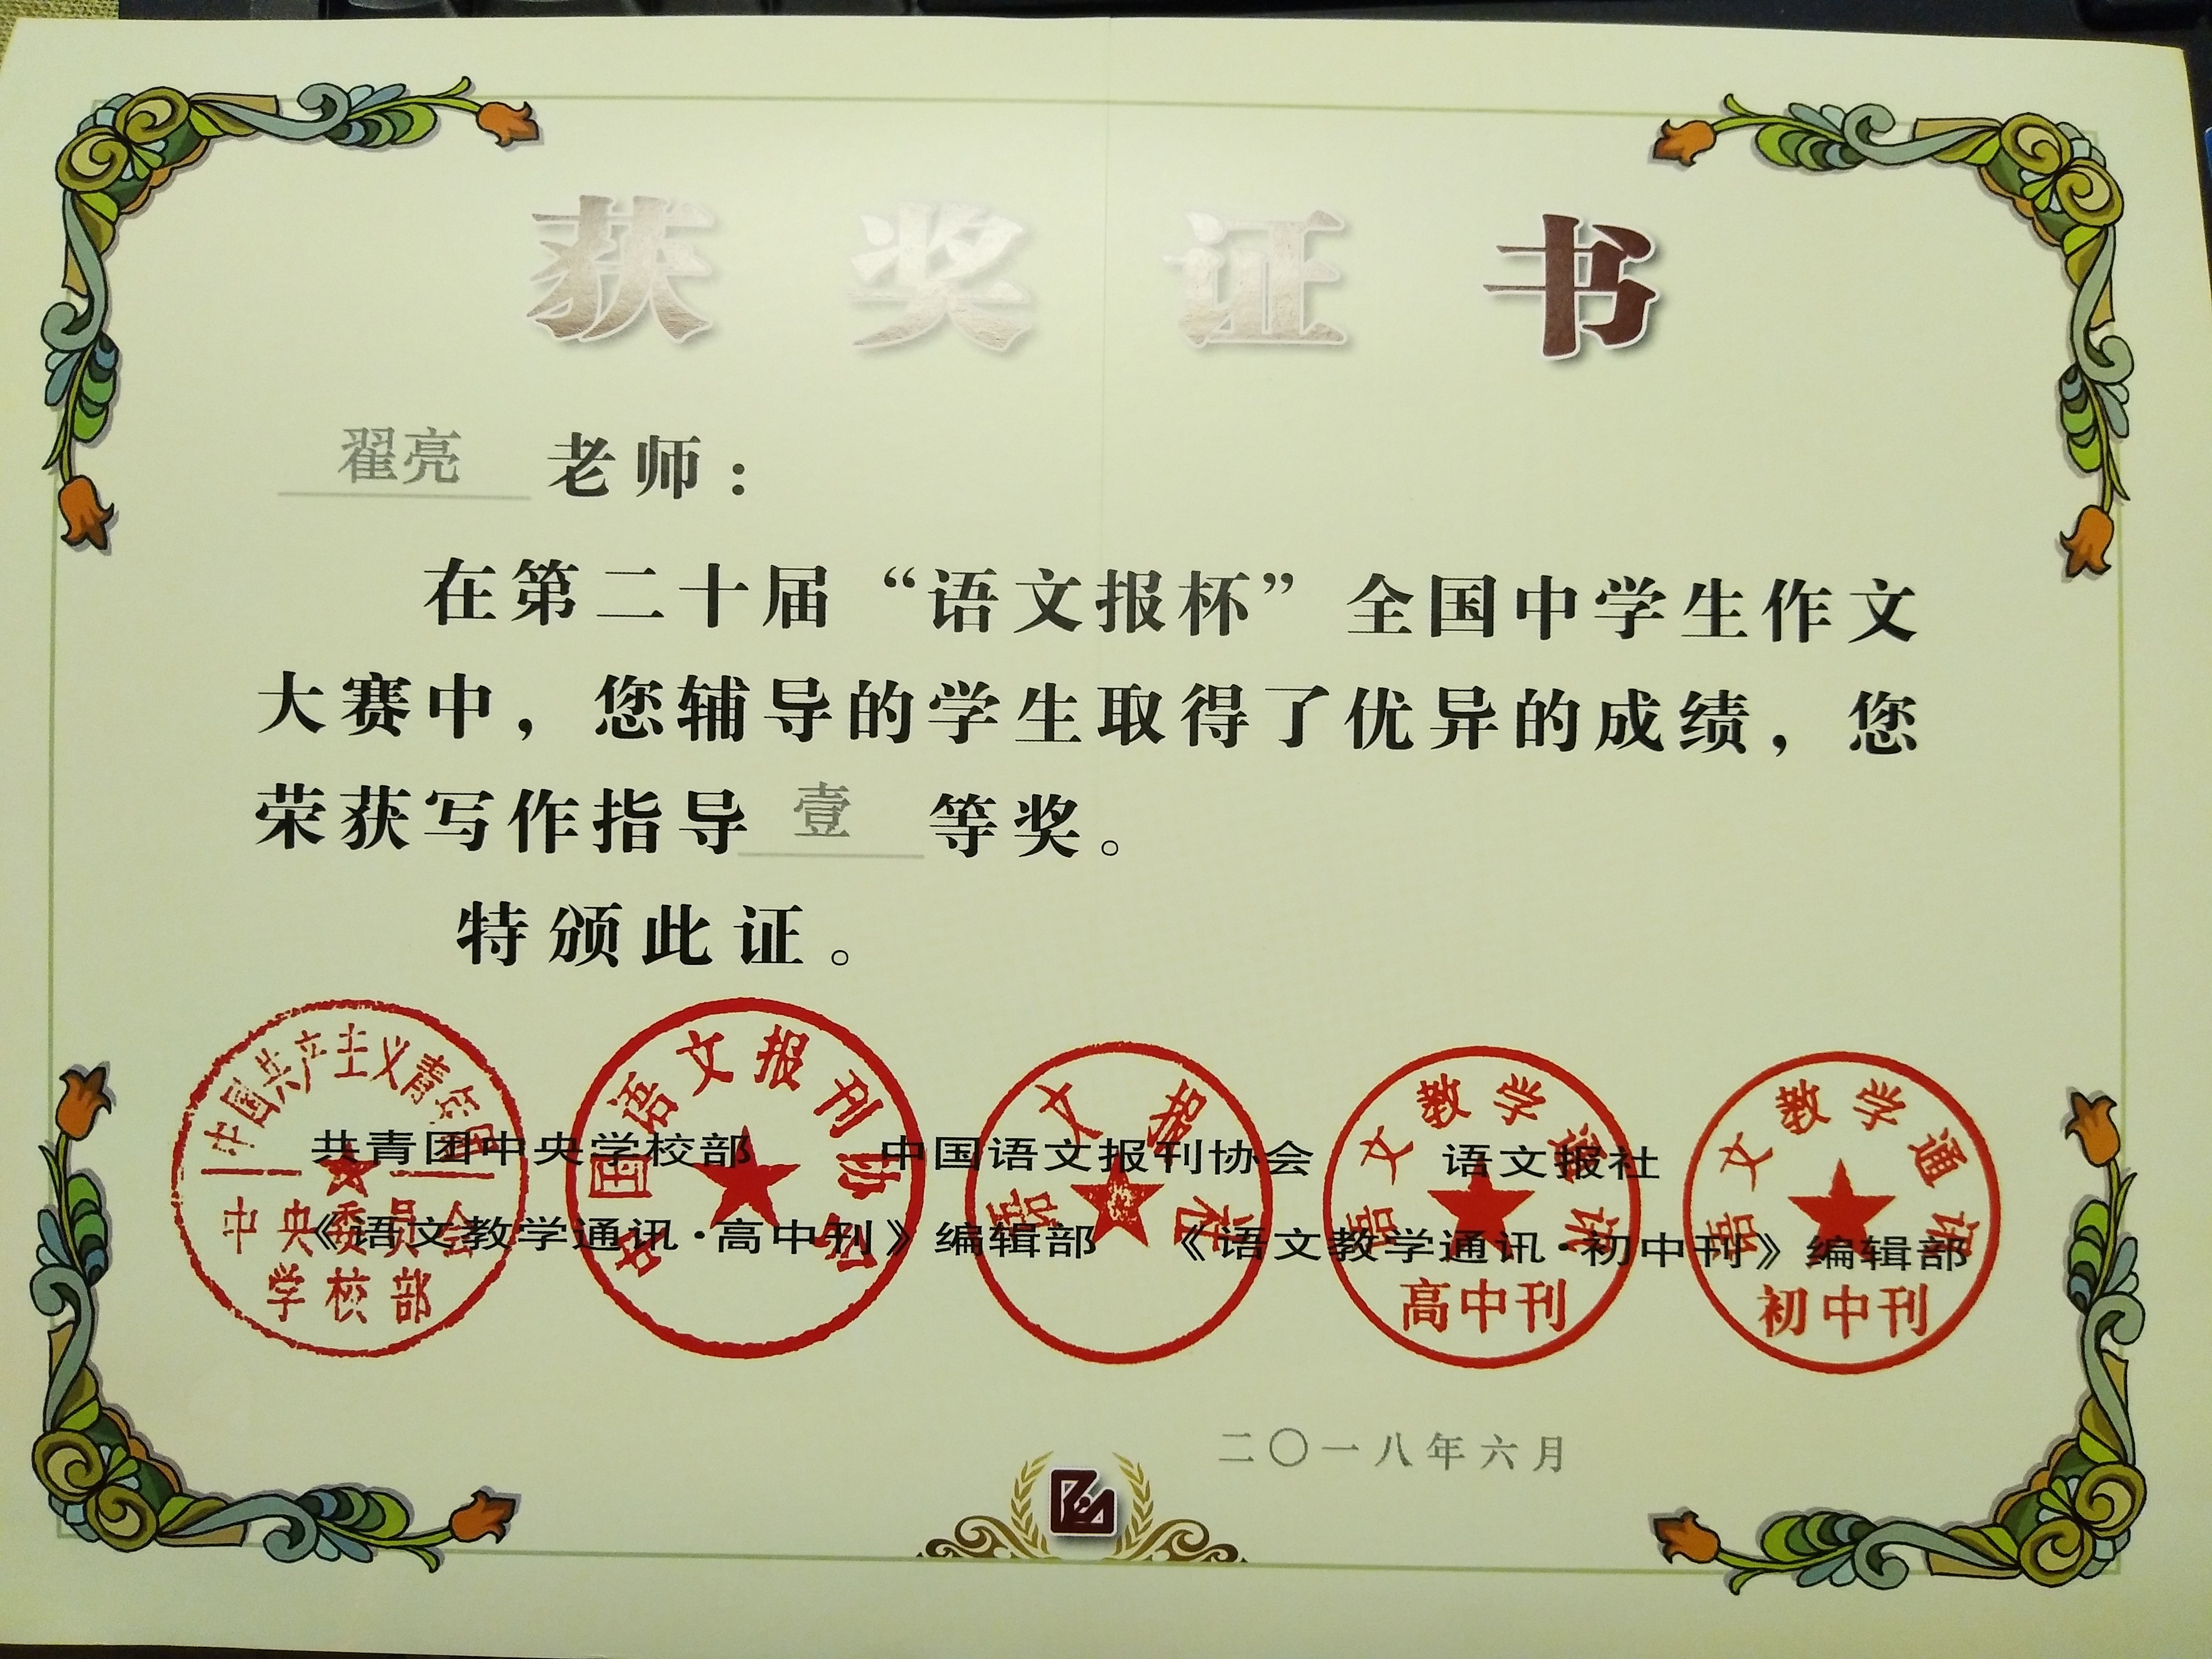 获奖证书
翟亮 老师：
在第二十届“语文报杯”全国中学生作文
大赛中，您辅导的学生取得了优异的成绩，您
荣获写作指导 壹 等奖。
特颁此证。
共青团中央学校部 中国语文报刊协会 语文报社
《语文教学通讯·高中刊》编辑部 《语文教学通讯·初中刊》编辑部
中国共产主义青年团
中央委员会
学校部
中国语文报刊协会
语文报社
语文教学通讯
高中刊
语文教学通讯
初中刊
二〇一八年六月